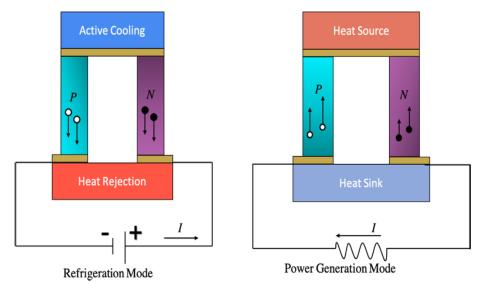 Active Cooling
P
N
Heat Rejection
- +
I
Refrigeration Mode
Heat Source
P
N
Heat Sink
I
Power Generation Mode